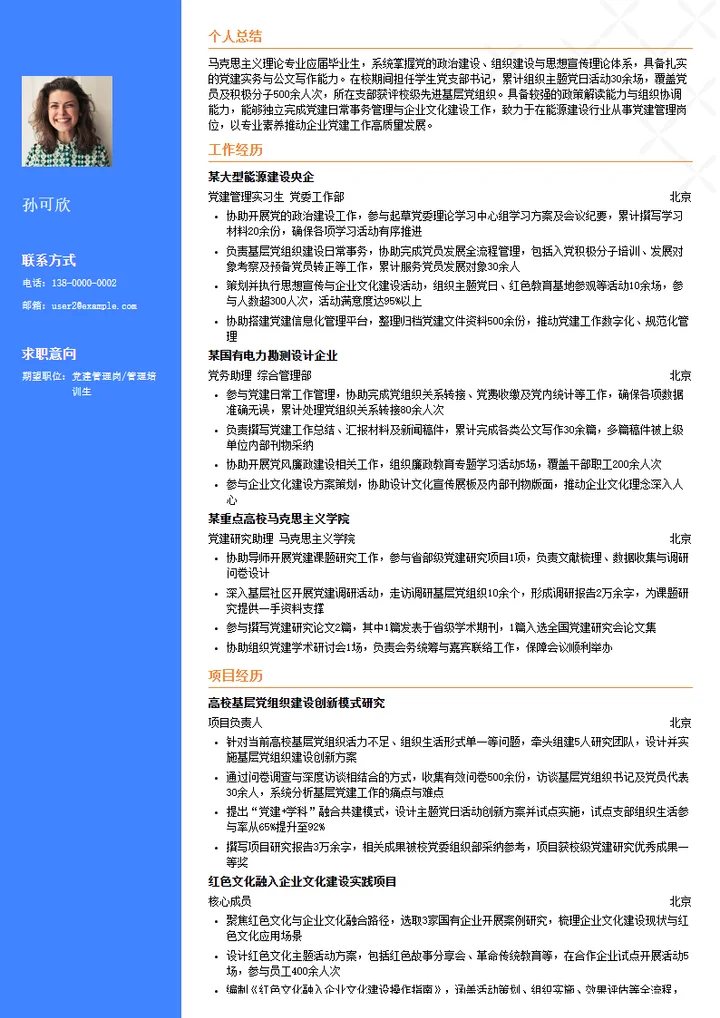 孙可欣
联系方式
电话：138-0000-0002
邮箱：user2@example.com
求职意向
期望职位：党建管理岗/管理培
训生
个人总结
马克思主义理论专业应届毕业生，系统掌握党的政治建设、组织建设与思想宣传理论体系，具备扎实
的党建实务与公文写作能力。在校期间担任学生党支部书记，累计组织主题党日活动30余场，覆盖党
员及积极分子500余人次，所在支部获评校级先进基层党组织。具备较强的政策解读能力与组织协调
能力，能够独立完成党建日常事务管理与企业文化建设工作，致力于在能源建设行业从事党建管理岗
位，以专业素养推动企业党建工作高质量发展。
工作经历
某大型能源建设央企
党建管理实习生 党委工作部 北京
• 协助开展党的政治建设工作，参与起草党委理论学习中心组学习方案及会议纪要，累计撰写学习
材料20余份，确保各项学习活动有序推进
• 负责基层党组织建设日常事务，协助完成党员发展全流程管理，包括入党积极分子培训、发展对
象考察及预备党员转正等工作，累计服务党员发展对象30余人
• 策划并执行思想宣传与企业文化建设活动，组织主题党日、红色教育基地参观等活动10余场，参
与人数超300人次，活动满意度达95%以上
• 协助搭建党建信息化管理平台，整理归档党建文件资料500余份，推动党建工作数字化、规范化管
理
某国有电力勘测设计企业
党务助理 综合管理部 北京
• 参与党建日常工作管理，协助完成党组织关系转接、党费收缴及党内统计等工作，确保各项数据
准确无误，累计处理党组织关系转接80余人次
• 负责撰写党建工作总结、汇报材料及新闻稿件，累计完成各类公文写作30余篇，多篇稿件被上级
单位内部刊物采纳
• 协助开展党风廉政建设相关工作，组织廉政教育专题学习活动5场，覆盖干部职工200余人次
• 参与企业文化建设方案策划，协助设计文化宣传展板及内部刊物版面，推动企业文化理念深入人
心
某重点高校马克思主义学院
党建研究助理 马克思主义学院 北京
• 协助导师开展党建课题研究工作，参与省部级党建研究项目1项，负责文献梳理、数据收集与调研
问卷设计
• 深入基层社区开展党建调研活动，走访调研基层党组织10余个，形成调研报告2万余字，为课题研
究提供一手资料支撑
• 参与撰写党建研究论文2篇，其中1篇发表于省级学术期刊，1篇入选全国党建研究会论文集
• 协助组织党建学术研讨会1场，负责会务统筹与嘉宾联络工作，保障会议顺利举办
项目经历
高校基层党组织建设创新模式研究
项目负责人 北京
• 针对当前高校基层党组织活力不足、组织生活形式单一等问题，牵头组建5人研究团队，设计并实
施基层党组织建设创新方案
• 通过问卷调查与深度访谈相结合的方式，收集有效问卷500余份，访谈基层党组织书记及党员代表
30余人，系统分析基层党建工作的痛点与难点
• 提出“党建+学科”融合共建模式，设计主题党日活动创新方案并试点实施，试点支部组织生活参
与率从65%提升至92%
• 撰写项目研究报告3万余字，相关成果被校党委组织部采纳参考，项目获校级党建研究优秀成果一
等奖
红色文化融入企业文化建设实践项目
核心成员 北京
• 聚焦红色文化与企业文化融合路径，选取3家国有企业开展案例研究，梳理企业文化建设现状与红
色文化应用场景
• 设计红色文化主题活动方案，包括红色故事分享会、革命传统教育等，在合作企业试点开展活动5
场，参与员工400余人次
• 编制《红色文化融入企业文化建设操作指南》，涵盖活动策划、组织实施、效果评估等全流程，